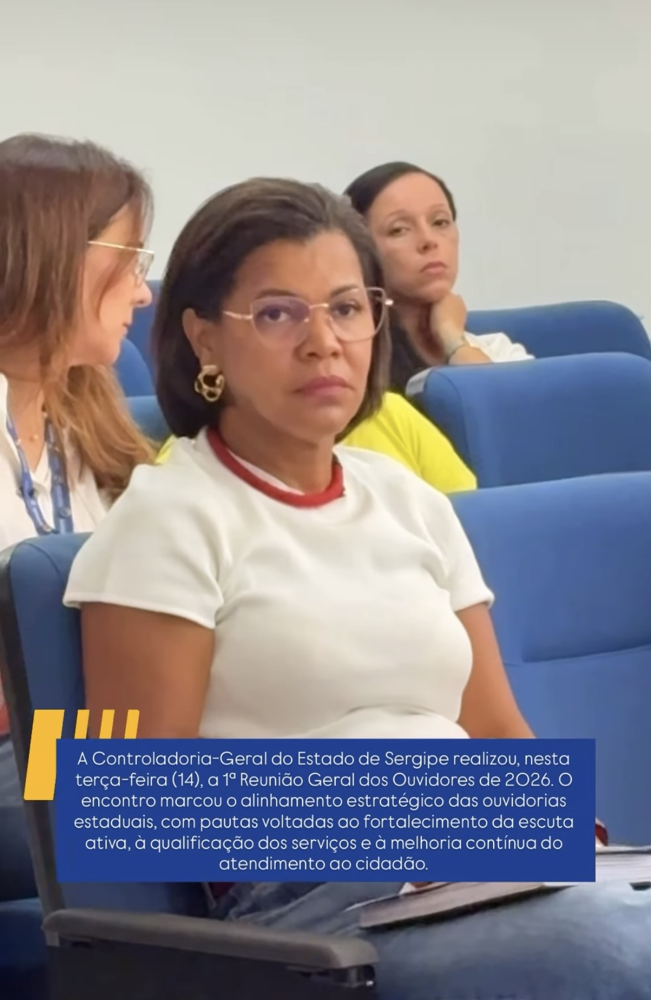 A Controladoria-Geral do Estado de Sergipe realizou, nesta
terça-feira (14), a 1ª Reunião Geral dos Ouvidores de 2026. O
encontro marcou o alinhamento estratégico das ouvidorias
estaduais, com pautas voltadas ao fortalecimento da escuta
ativa, à qualificação dos serviços e à melhoria contínua do
atendimento ao cidadão.